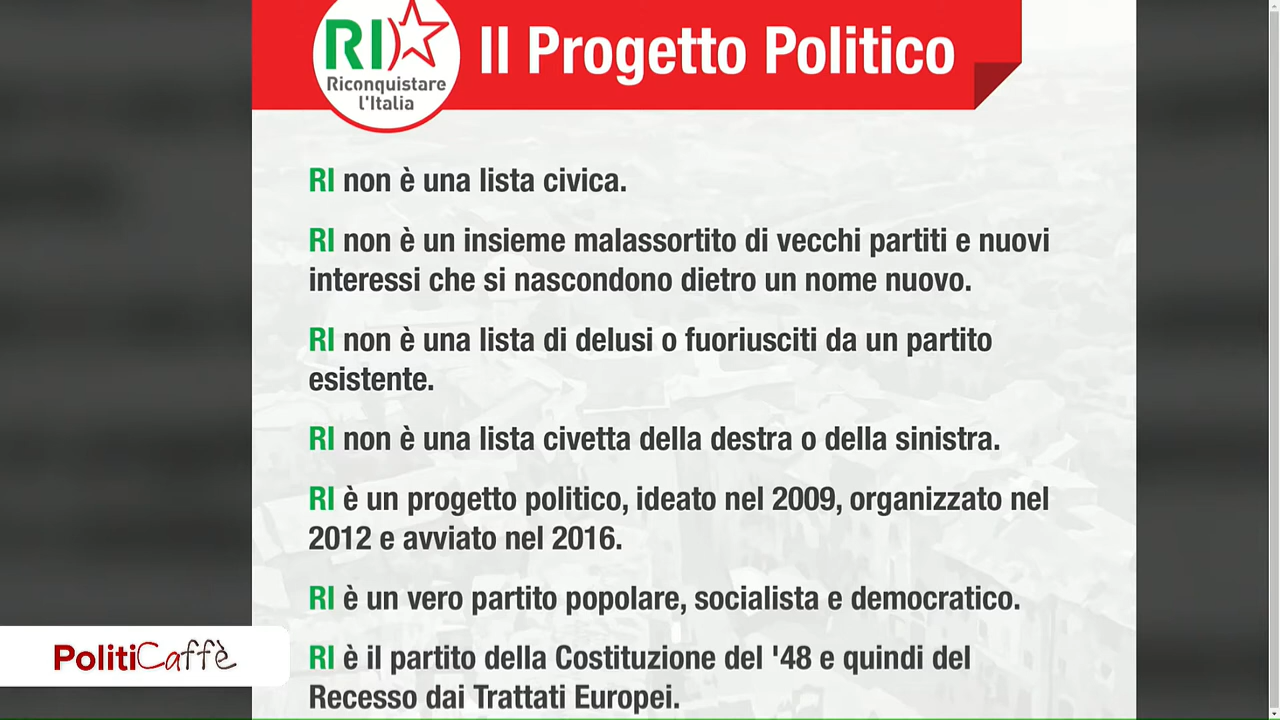 RI
Riconquistare
l'Italia
Il Progetto Politico
RI non è una lista civica.
RI non è un insieme malassortito di vecchi partiti e nuovi
interessi che si nascondono dietro un nome nuovo.
RI non è una lista di delusi o fuoriusciti da un partito
esistente.
RI non è una lista civetta della destra o della sinistra.
RI è un progetto politico, ideato nel 2009, organizzato nel
2012 e avviato nel 2016.
RI è un vero partito popolare, socialista e democratico.
RI è il partito della Costituzione del '48 e quindi del
Recesso dai Trattati Europei.
PolitiCaffè